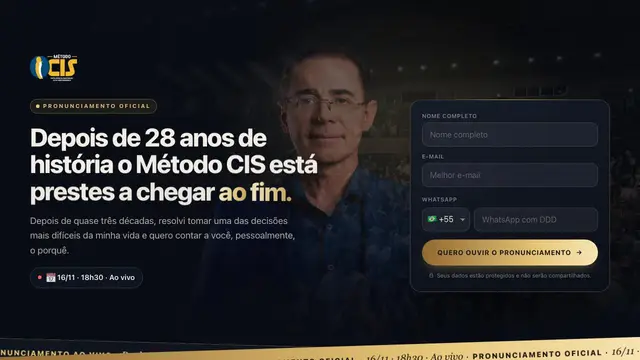 MÉTODO
CIS
PRONUNCIAMENTO OFICIAL
Depois de 28 anos de
história o Método CIS está
prestes a chegar ao fim.
Depois de quase três décadas, resolvi tomar uma das decisões
mais difíceis da minha vida e quero contar a você, pessoalmente,
o porquê.
16/11 · 18h30 · Ao vivo
NOME COMPLETO
Nome completo
E-MAIL
Melhor e-mail
WHATSAPP
+55
WhatsApp com DDD
QUERO OUVIR O PRONUNCIAMENTO →
Seus dados estão protegidos e não serão compartilhados.
16/11 · 18h30 · Ao vivo · PRONUNCIAMENTO OFICIAL · 16/11 ·